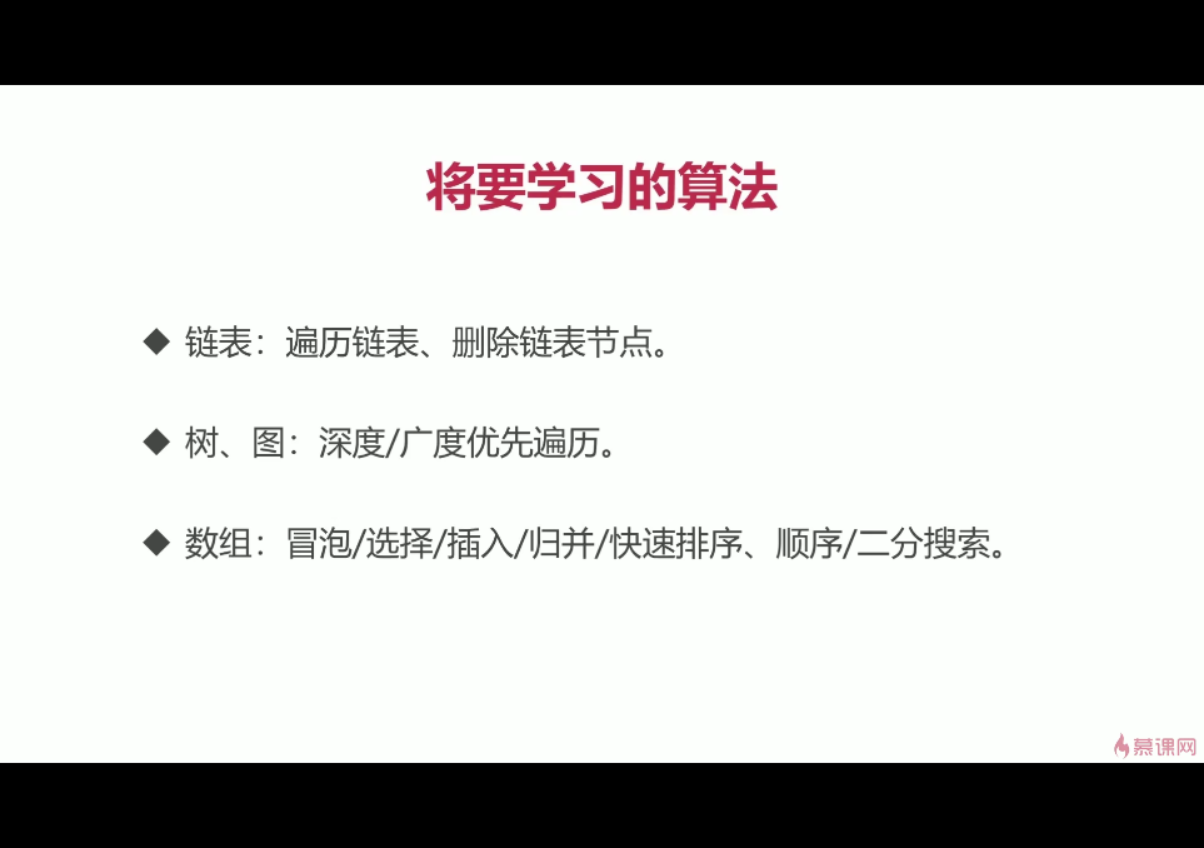 将要学习的算法
◆ 链表：遍历链表、删除链表节点。
◆ 树、图：深度/广度优先遍历。
◆ 数组：冒泡/选择/插入/归并/快速排序、顺序/二分搜索。
慕课网